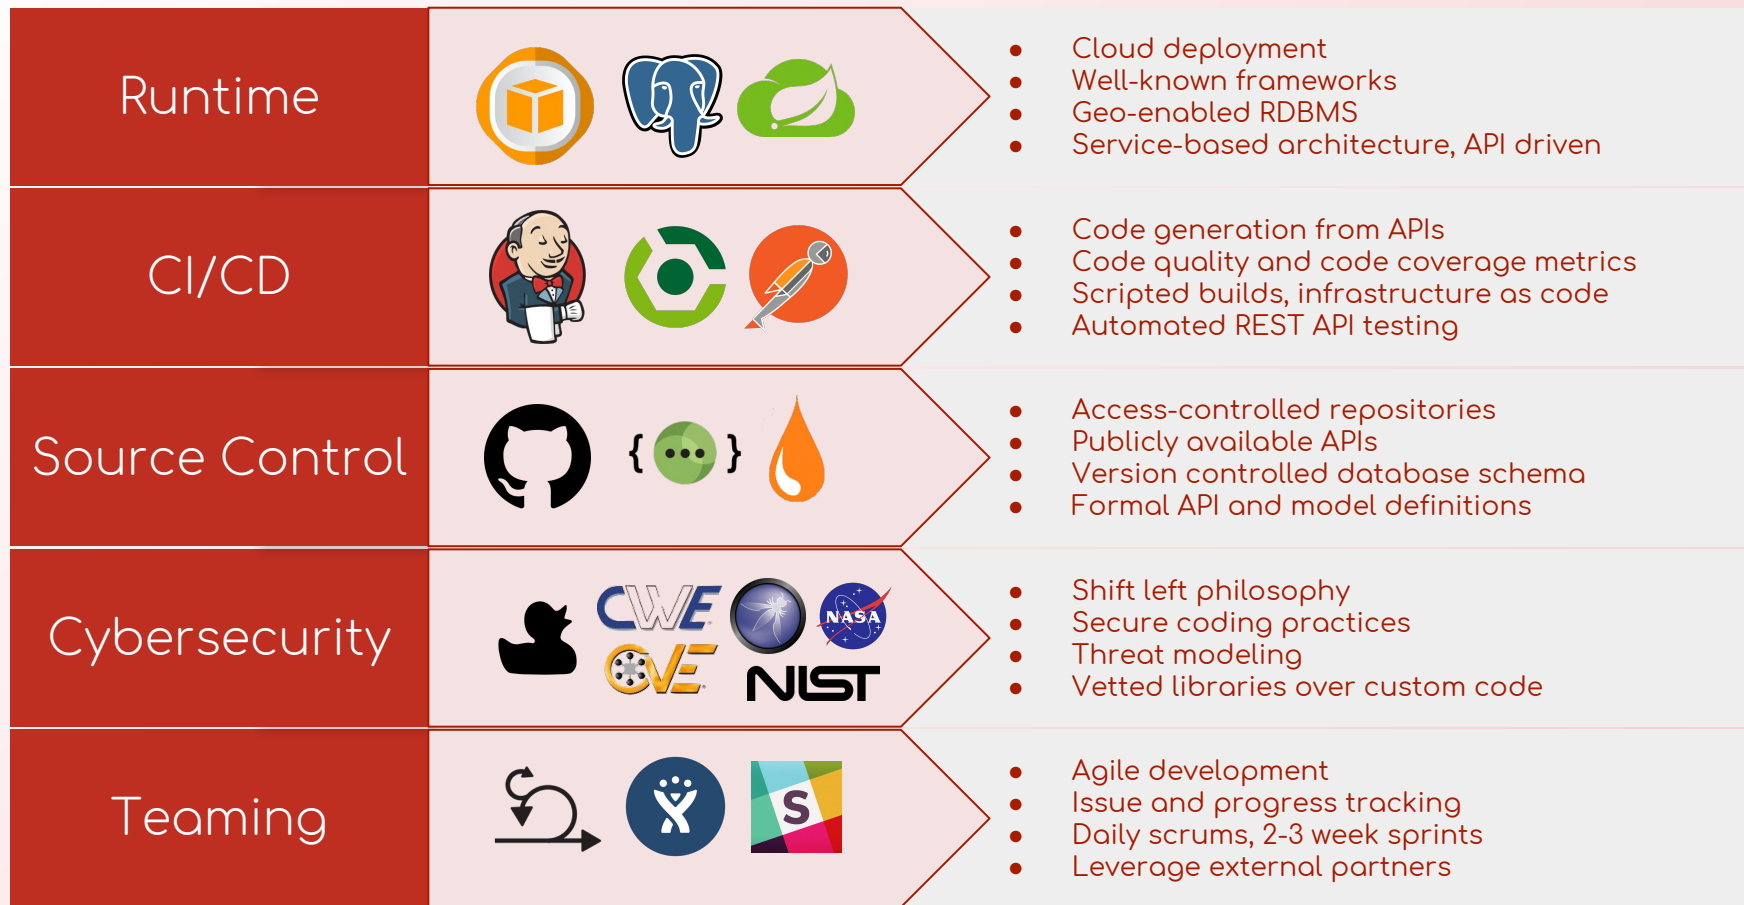 Runtime
● Cloud deployment
● Well-known frameworks
● Geo-enabled RDBMS
● Service-based architecture, API driven
CI/CD
● Code generation from APIs
● Code quality and code coverage metrics
● Scripted builds, infrastructure as code
● Automated REST API testing
Source Control
{•••}
● Access-controlled repositories
● Publicly available APIs
● Version controlled database schema
● Formal API and model definitions
Cybersecurity
CWE
CVE
NASA
NIST
● Shift left philosophy
● Secure coding practices
● Threat modeling
● Vetted libraries over custom code
Teaming
S
● Agile development
● Issue and progress tracking
● Daily scrums, 2-3 week sprints
● Leverage external partners